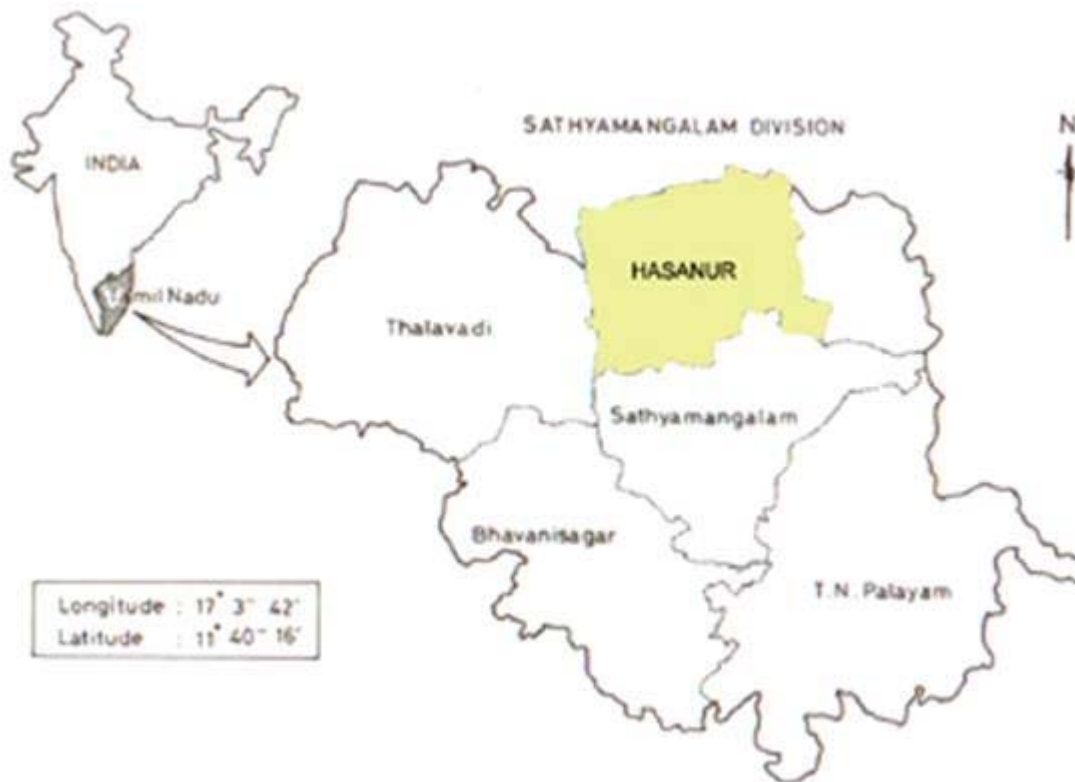 SATHYAMANGALAM DIVISION
N
INDIA
HASANUR
Tamil Nadu
Thalavadi
Sathyamangalam
Bhavanisagar
T.N. Palayam
Longitude : 17° 3" 42'
Latitude : 11° 40" 16'